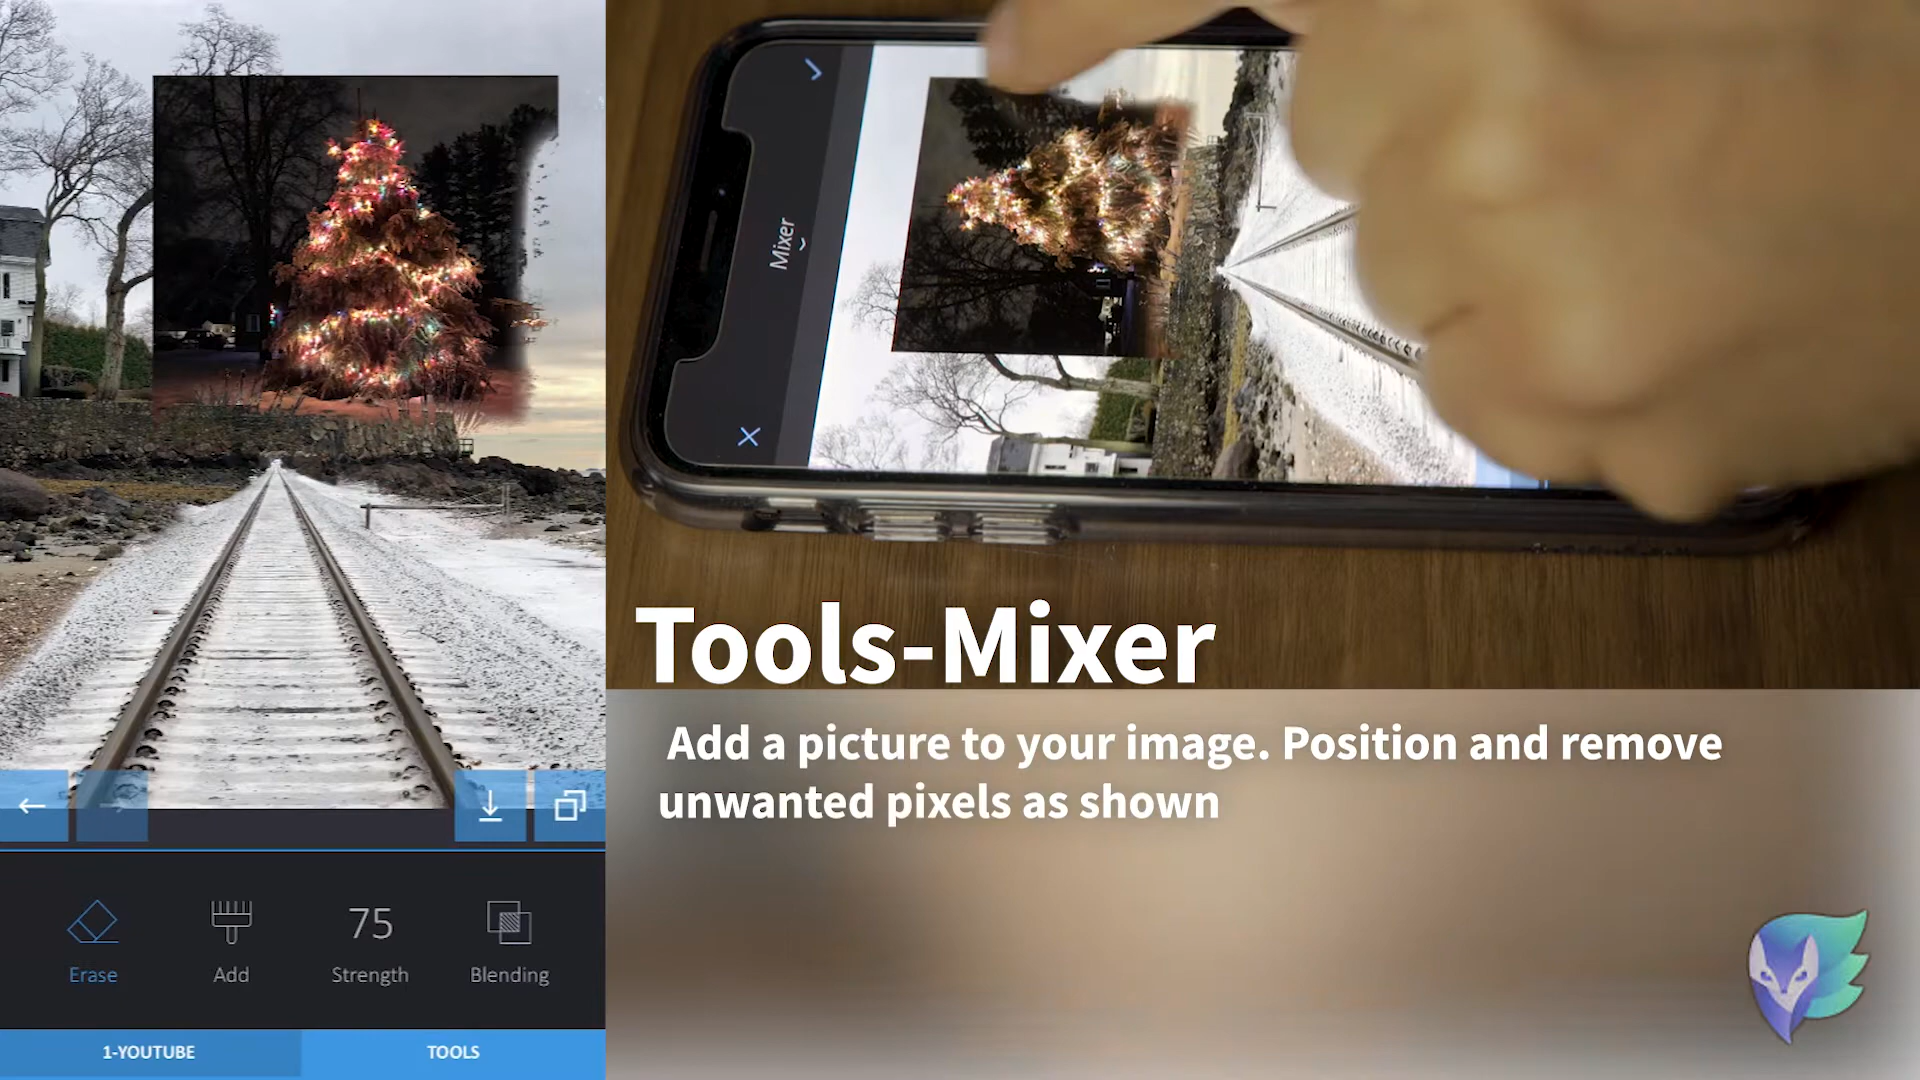 Mixer
Tools-Mixer
Add a picture to your image. Position and remove
unwanted pixels as shown
Erase
Add
75
Strength
Blending
1-YOUTUBE
TOOLS